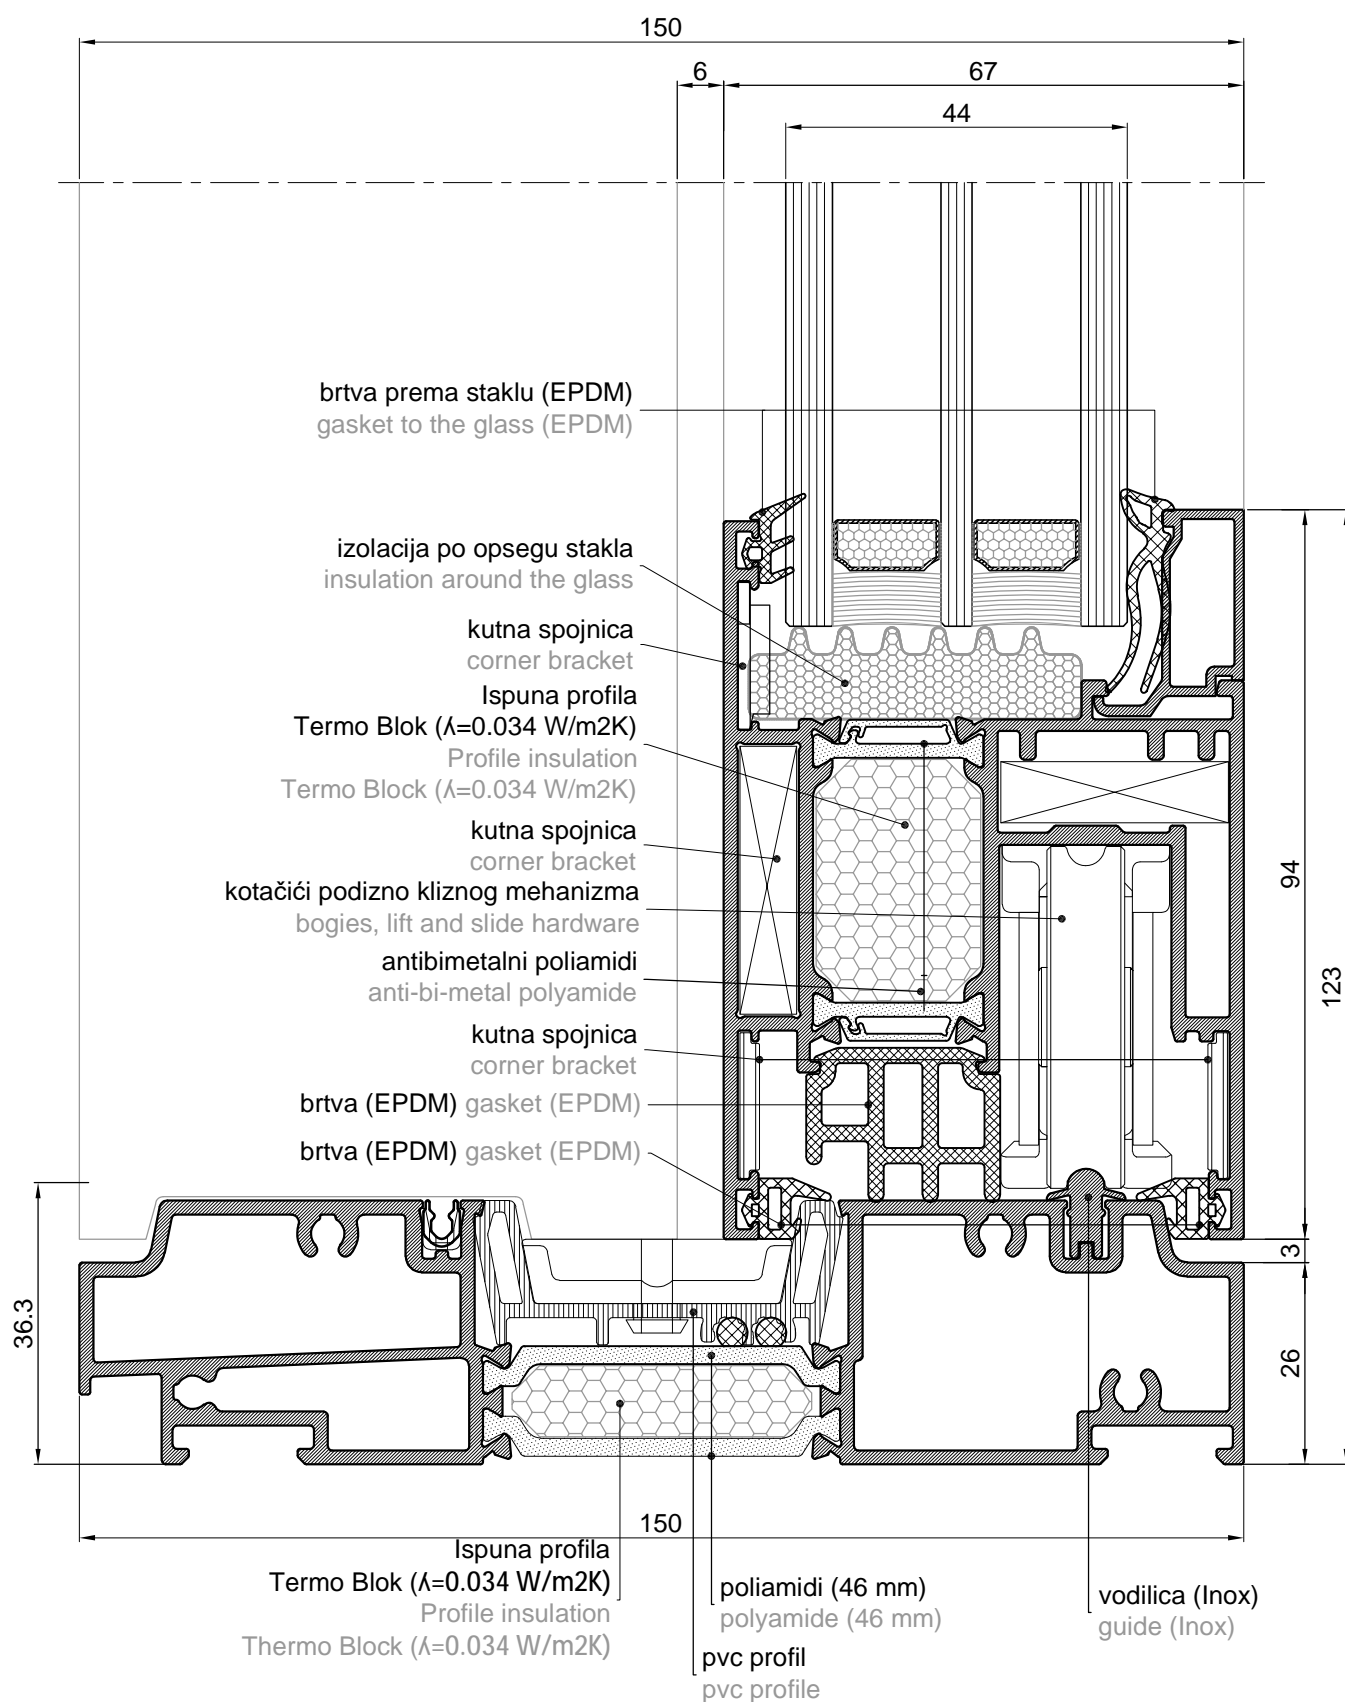 150
6
67
44
brtva prema staklu (EPDM)
gasket to the glass (EPDM)
izolacija po opsegu stakla
insulation around the glass
kutna spojnica
corner bracket
Ispuna profila
Termo Blok (ʎ=0.034 W/m2K)
Profile insulation
Termo Block (ʎ=0.034 W/m2K)
kutna spojnica
corner bracket
kotačići podizno kliznog mehanizma
bogies, lift and slide hardware
antibimetalni poliamidi
anti-bi-metal polyamide
kutna spojnica
corner bracket
brtva (EPDM) gasket (EPDM)
brtva (EPDM) gasket (EPDM)
94
123
3
26
36.3
150
Ispuna profila
Termo Blok (ʎ=0.034 W/m2K)
Profile insulation
Thermo Block (ʎ=0.034 W/m2K)
poliamidi (46 mm)
polyamide (46 mm)
pvc profil
pvc profile
vodilica (Inox)
guide (Inox)